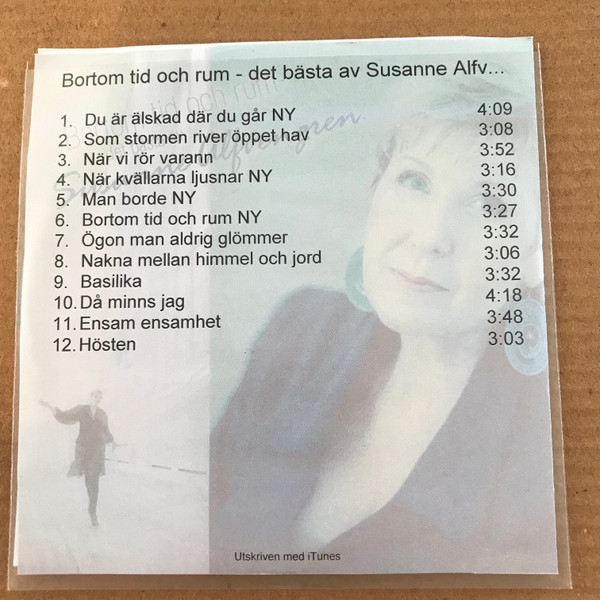 Bortom tid och rum - det bästa av Susanne Alfv...
1. Du är älskad där du går NY 4:09
2. Som stormen river öppet hav 3:08
3. När vi rör varann 3:52
4. När kvällarna ljusnar NY 3:16
5. Man borde NY 3:30
6. Bortom tid och rum NY 3:27
7. Ögon man aldrig glömmer 3:32
8. Nakna mellan himmel och jord 3:06
9. Basilika 3:32
10. Då minns jag 4:18
11. Ensam ensamhet 3:48
12. Hösten 3:03
Utskriven med iTunes